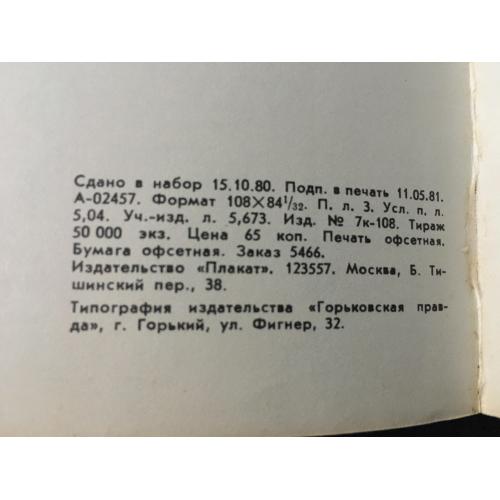 Сдано в набор 15.10.80. Подп. в печать 11.05.81.
А-02457. Формат 108×84¹/₃₂. П. л. 3. Усл. п. л.
5,04. Уч.-изд. л. 5,673. Изд. № 7к-108. Тираж
50 000 экз. Цена 65 коп. Печать офсетная.
Бумага офсетная. Заказ 5466.
Издательство «Плакат». 123557. Москва, Б. Ти-
шинский пер., 38.
Типография издательства «Горьковская прав-
да», г. Горький, ул. Фигнер, 32.